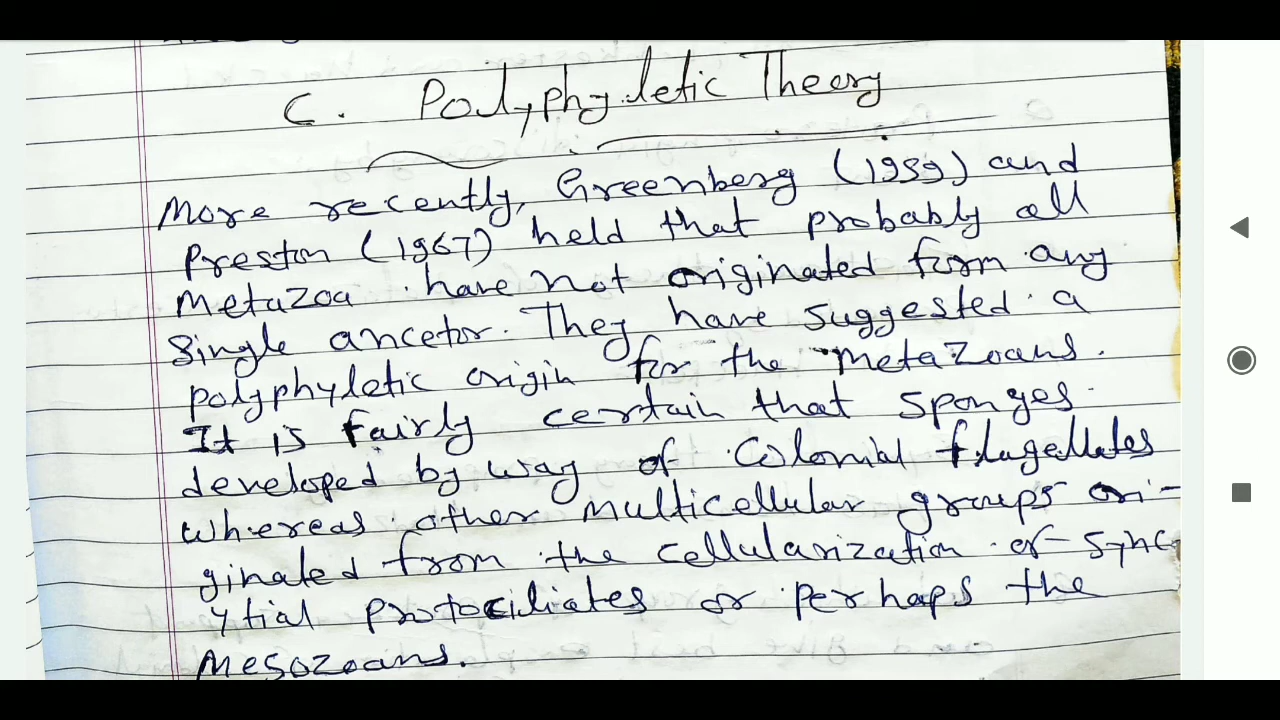 C. Polyphyletic Theory
More recently, Greenberg (1959) and
Preston (1967) held that probably all
Metazoa have not originated form any
single ancetor. They have suggested a
polyphyletic origin for the metazoans.
It is fairly certain that sponges
developed by way of colonial flagellates
whereas other multicellular groups ori-
ginated from the cellularization of sync
ytial protociliates or perhaps the
Mesozoans.